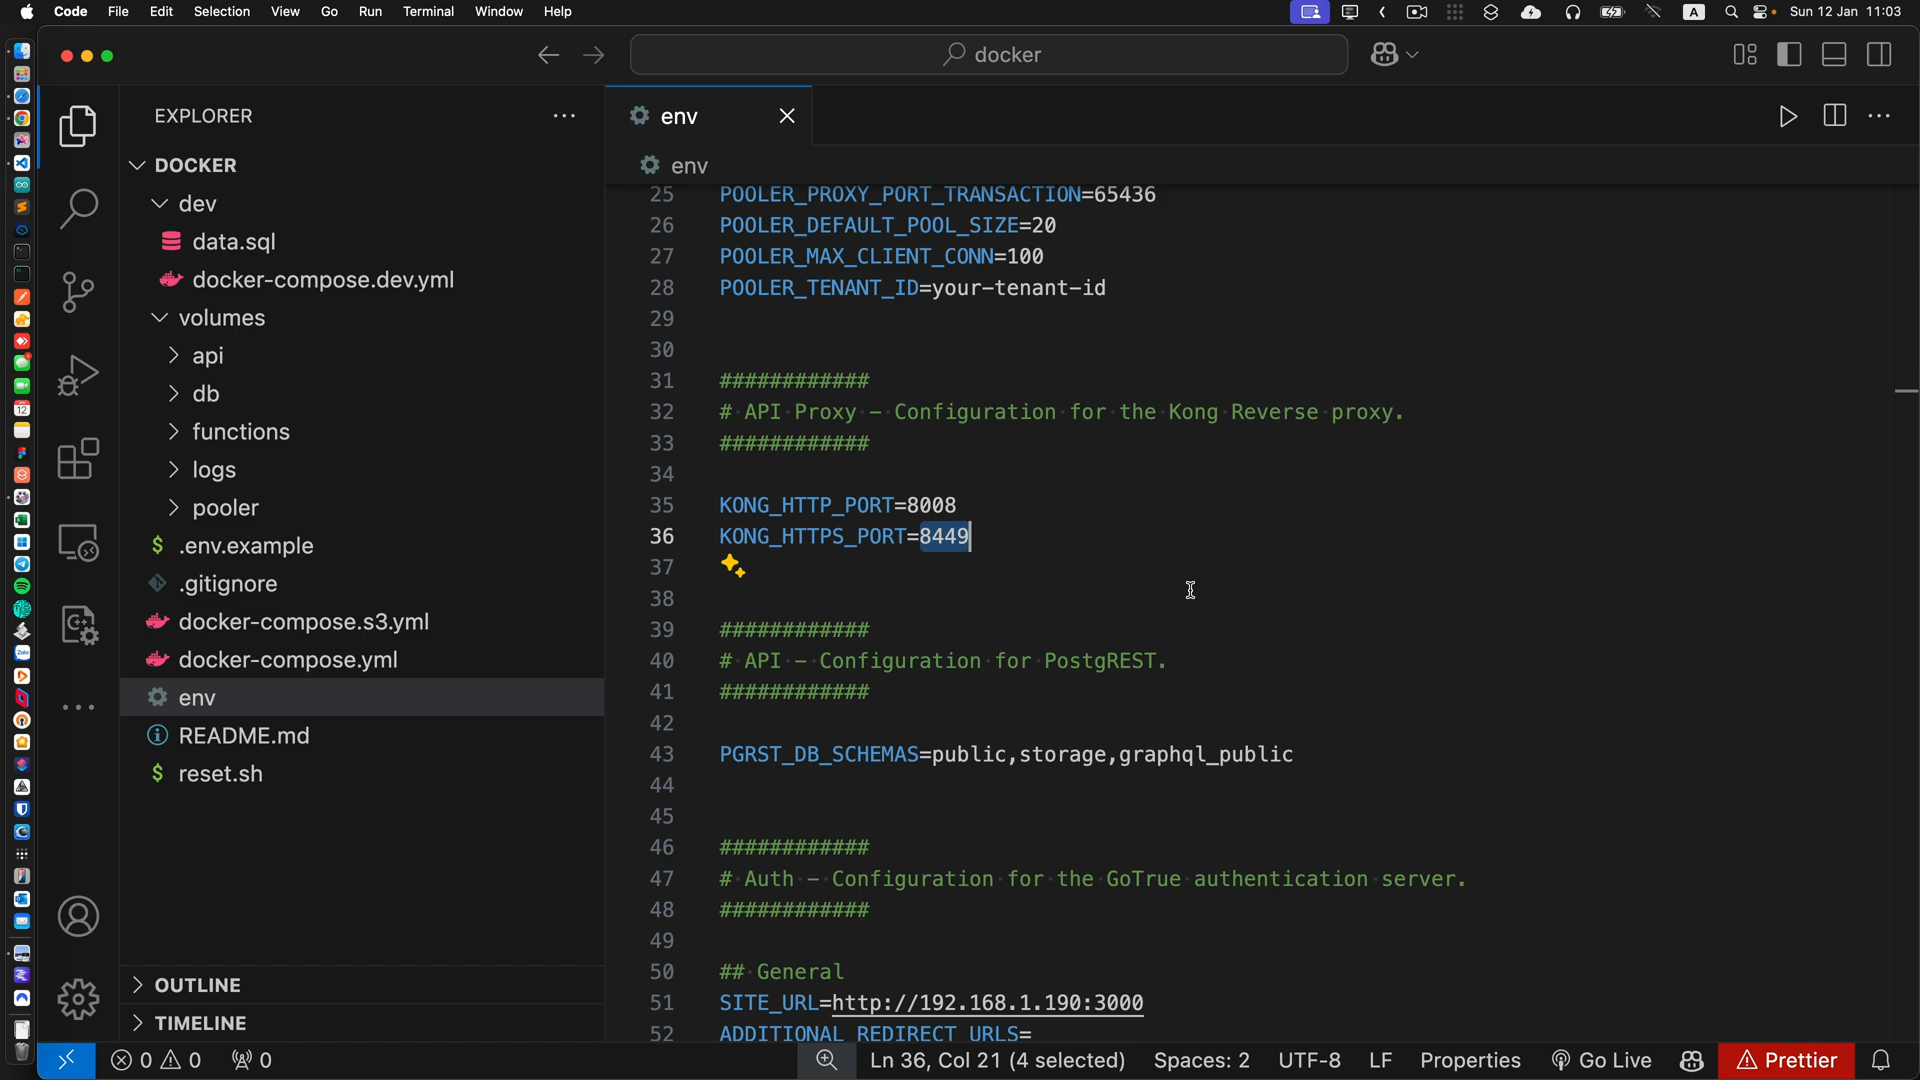 Code File Edit Selection View Go Run Terminal Window Help
A
Sun 12 Jan 11:03
docker
EXPLORER
DOCKER
dev
data.sql
docker-compose.dev.yml
volumes
api
db
functions
logs
pooler
.env.example
.gitignore
docker-compose.s3.yml
docker-compose.yml
env
README.md
reset.sh
OUTLINE
TIMELINE
env
env
25 POOLER_PROXY_PORT_TRANSACTION=65436
26 POOLER_DEFAULT_POOL_SIZE=20
27 POOLER_MAX_CLIENT_CONN=100
28 POOLER_TENANT_ID=your-tenant-id
29
30
31 ############
32 # API Proxy - Configuration for the Kong Reverse proxy.
33 ############
34
35 KONG_HTTP_PORT=8008
36 KONG_HTTPS_PORT=8449
37
38
39 ############
40 # API - Configuration for PostgREST.
41 ############
42
43 PGRST_DB_SCHEMAS=public,storage,graphql_public
44
45
46 ############
47 # Auth - Configuration for the GoTrue authentication server.
48 ############
49
50 ## General
51 SITE_URL=http://192.168.1.190:3000
52 ADDITIONAL_REDIRECT_URLS=
0 0 0 Ln 36, Col 21 (4 selected) Spaces: 2 UTF-8 LF Properties Go Live Prettier